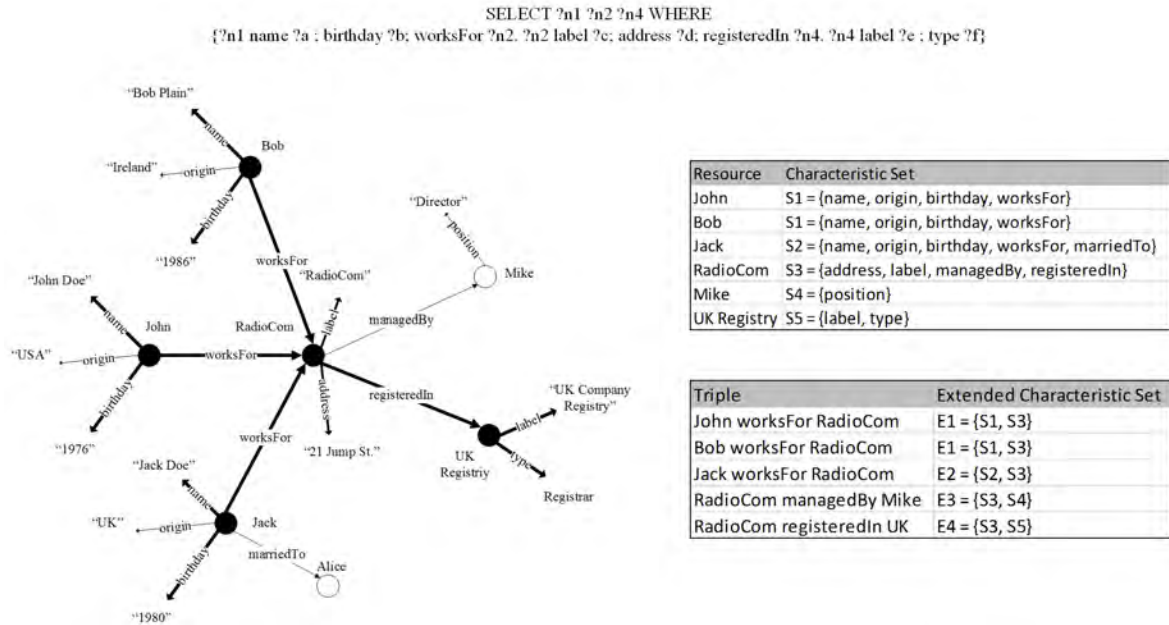 SELECT ?n1 ?n2 ?n4 WHERE
{?n1 name ?a ; birthday ?b; worksFor ?n2. ?n2 label ?c; address ?d; registeredIn ?n4. ?n4 label ?e ; type ?f}
“Bob Plain”
name
Bob
“Ireland”
origin
birthday
“1986”
worksFor
“Director”
position
Mike
“RadioCom”
label
“John Doe”
name
John
RadioCom
managedBy
“USA”
origin
worksFor
birthday
“1976”
address
registeredIn
“21 Jump St.”
“UK Company
Registry”
label
UK
Registriy
type
Registrar
worksFor
“Jack Doe”
name
“UK”
origin
Jack
marriedTo
Alice
birthday
“1980”
Resource Characteristic Set
John S1 = {name, origin, birthday, worksFor}
Bob S1 = {name, origin, birthday, worksFor}
Jack S2 = {name, origin, birthday, worksFor, marriedTo}
RadioCom S3 = {address, label, managedBy, registeredIn}
Mike S4 = {position}
UK Registry S5 = {label, type}
Triple Extended Characteristic Set
John worksFor RadioCom E1 = {S1, S3}
Bob worksFor RadioCom E1 = {S1, S3}
Jack worksFor RadioCom E2 = {S2, S3}
RadioCom managedBy Mike E3 = {S3, S4}
RadioCom registeredIn UK E4 = {S3, S5}